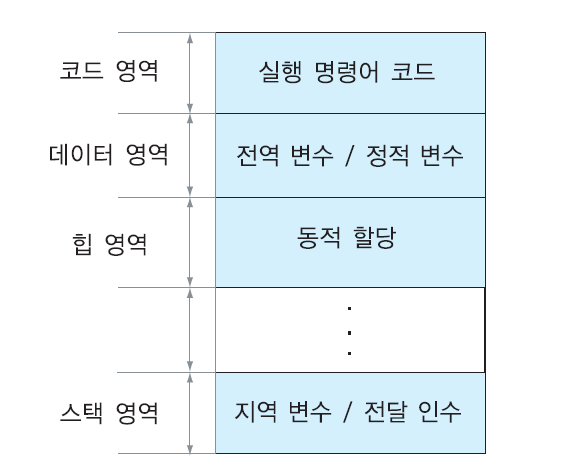 코드 영역
실행 명령어 코드
데이터 영역
전역 변수 / 정적 변수
힙 영역
동적 할당
스택 영역
지역 변수 / 전달 인수